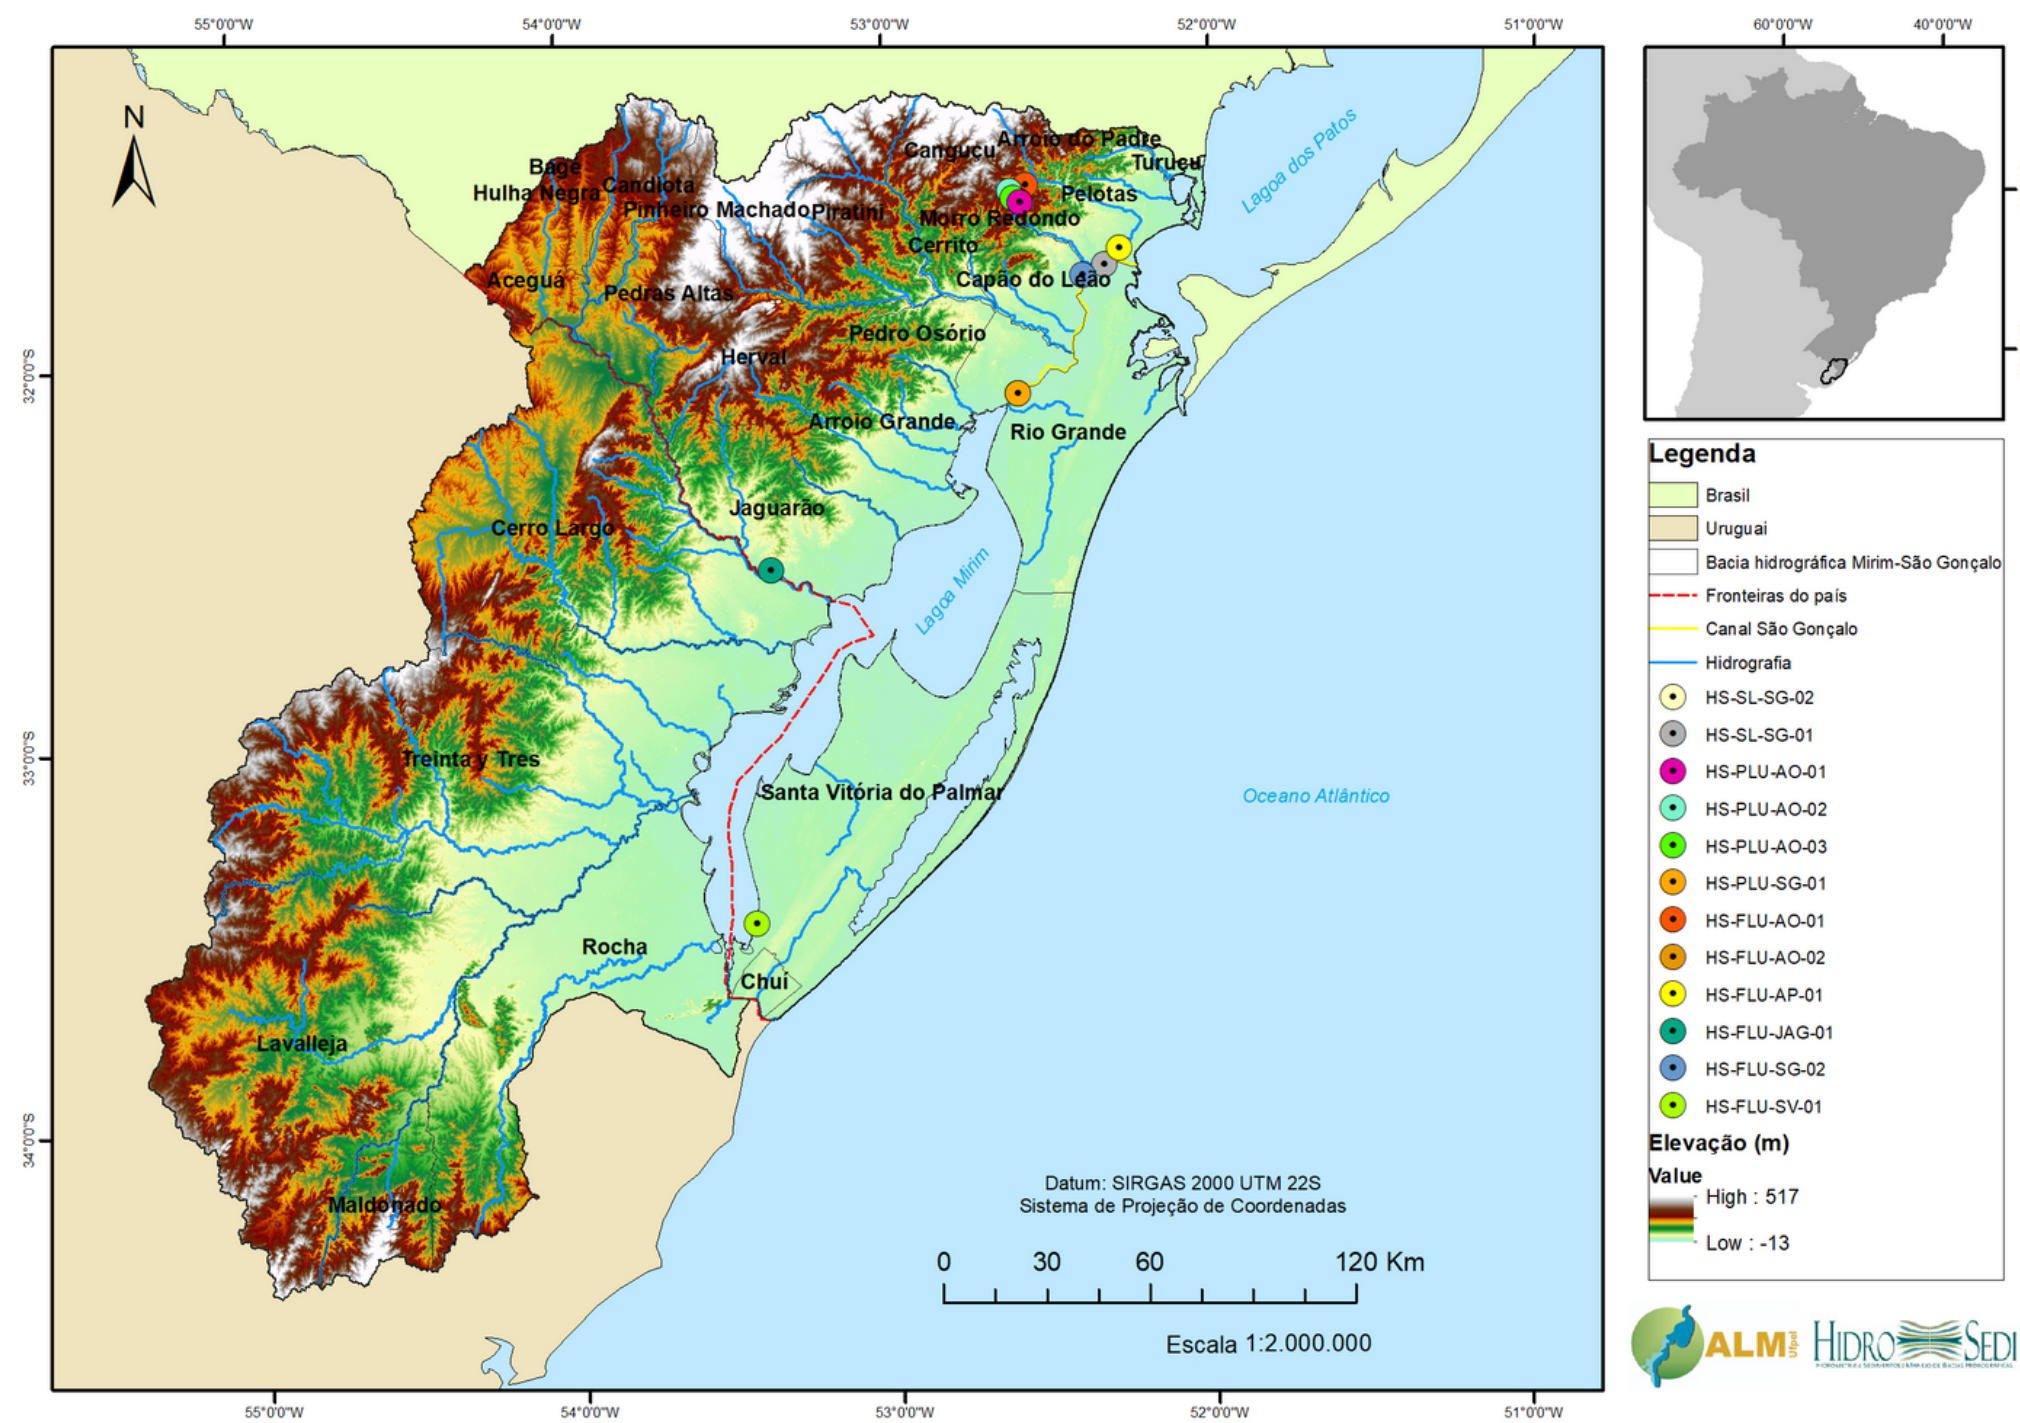 55°0'0"W 54°0'0"W 53°0'0"W 52°0'0"W 51°0'0"W
60°0'0"W 40°0'0"W
N
32°0'0"S
33°0'0"S
34°0'0"S
Arroio do Padre
Canguçu
Turuçu
Bagé
Hulha Negra
Candiota
Pelotas
Pinheiro Machado
Piratini
Morro Redondo
Cerrito
Aceguá
Capão do Leão
Pedras Altas
Pedro Osório
Herval
Arroio Grande
Rio Grande
Jaguarão
Cerro Largo
Treinta y Tres
Santa Vitória do Palmar
Rocha
Chuí
Lavalleja
Maldonado
Lagoa dos Patos
Lagoa Mirim
Oceano Atlântico
Datum: SIRGAS 2000 UTM 22S
Sistema de Projeção de Coordenadas
0 30 60 120 Km
Escala 1:2.000.000
55°0'0"W 54°0'0"W 53°0'0"W 52°0'0"W 51°0'0"W
Legenda
Brasil
Uruguai
Bacia hidrográfica Mirim-São Gonçalo
Fronteiras do país
Canal São Gonçalo
Hidrografia
HS-SL-SG-02
HS-SL-SG-01
HS-PLU-AO-01
HS-PLU-AO-02
HS-PLU-AO-03
HS-PLU-SG-01
HS-FLU-AO-01
HS-FLU-AO-02
HS-FLU-AP-01
HS-FLU-JAG-01
HS-FLU-SG-02
HS-FLU-SV-01
Elevação (m)
Value
High : 517
Low : -13
ALM Ufpel
HIDROSEDI